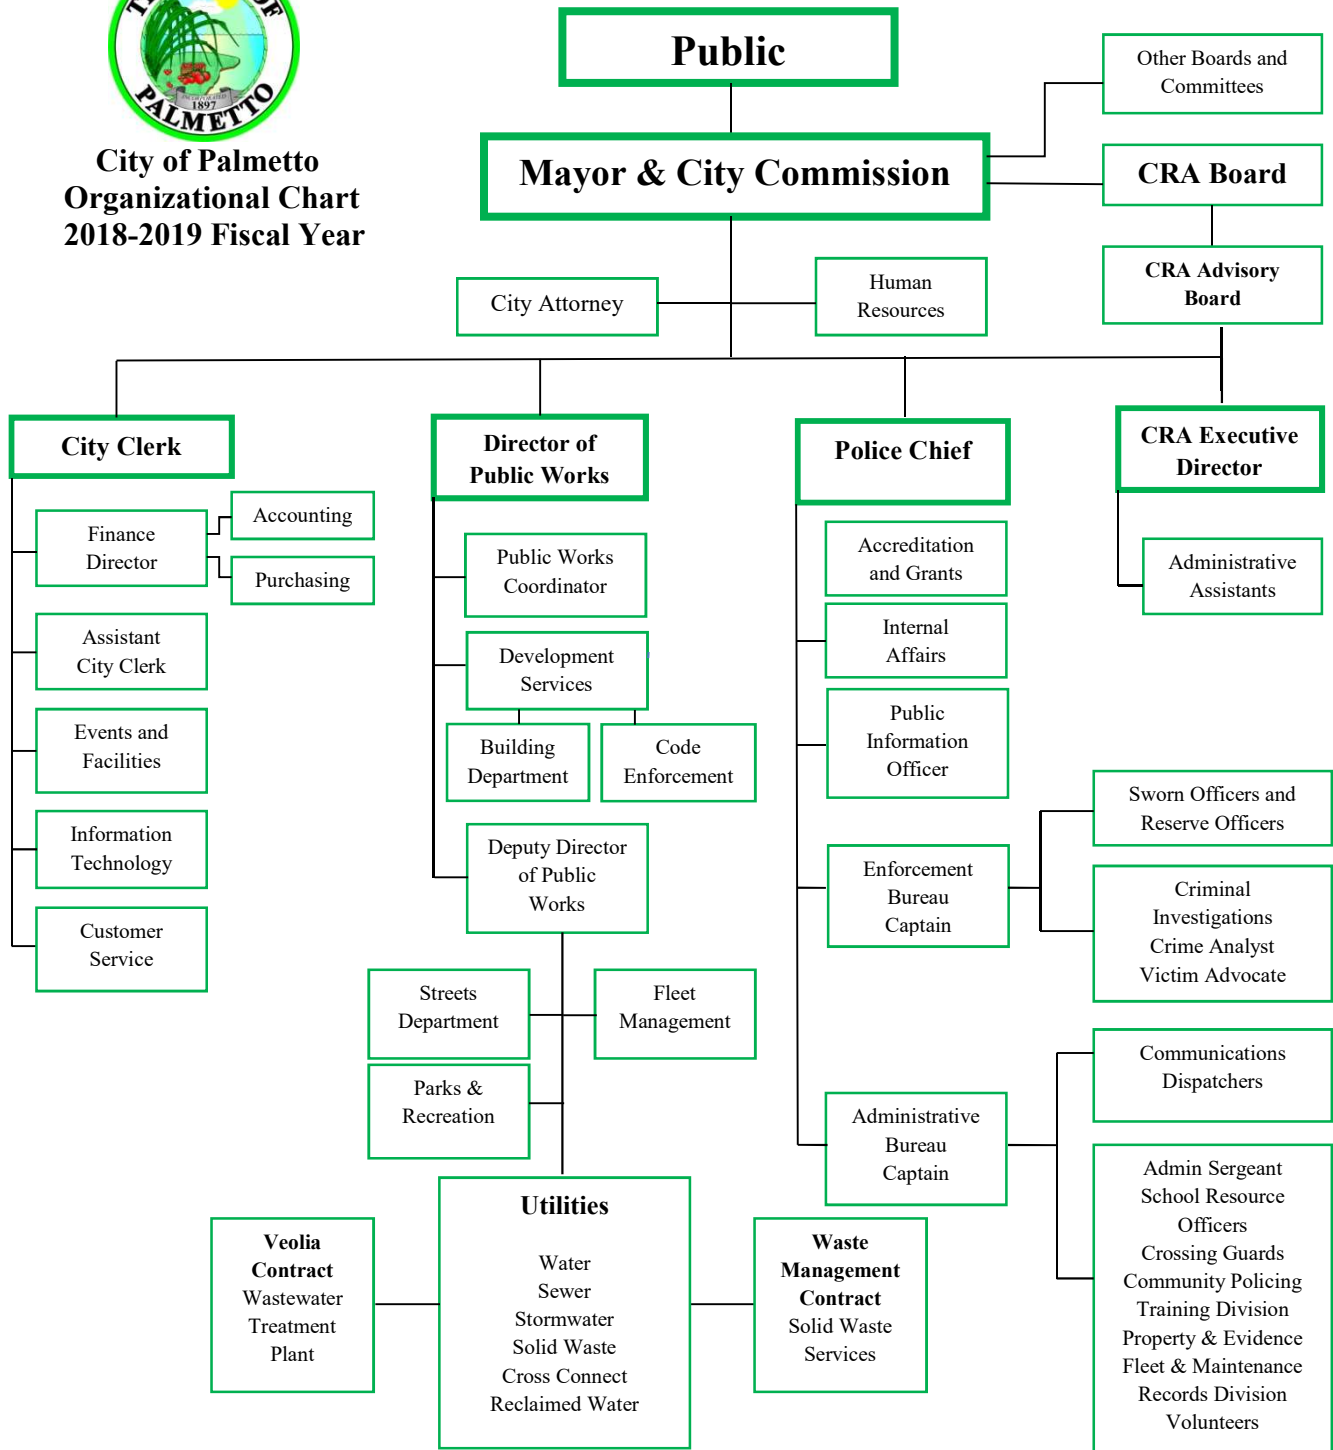 INCORPORATED
1897
PALMETTO
City of Palmetto
Organizational Chart
2018-2019 Fiscal Year
Public
Mayor & City Commission
Other Boards and
Committees
CRA Board
CRA Advisory
Board
City Attorney
Human
Resources
City Clerk
Finance
Director
Accounting
Purchasing
Assistant
City Clerk
Events and
Facilities
Information
Technology
Customer
Service
Director of
Public Works
Public Works
Coordinator
Development
Services
Building
Department
Code
Enforcement
Deputy Director
of Public
Works
Streets
Department
Fleet
Management
Parks &
Recreation
Utilities
Water
Sewer
Stormwater
Solid Waste
Cross Connect
Reclaimed Water
Veolia
Contract
Wastewater
Treatment
Plant
Waste
Management
Contract
Solid Waste
Services
Police Chief
Accreditation
and Grants
Internal
Affairs
Public
Information
Officer
Enforcement
Bureau
Captain
Sworn Officers and
Reserve Officers
Criminal
Investigations
Crime Analyst
Victim Advocate
Administrative
Bureau
Captain
Communications
Dispatchers
Admin Sergeant
School Resource
Officers
Crossing Guards
Community Policing
Training Division
Property & Evidence
Fleet & Maintenance
Records Division
Volunteers
CRA Executive
Director
Administrative
Assistants